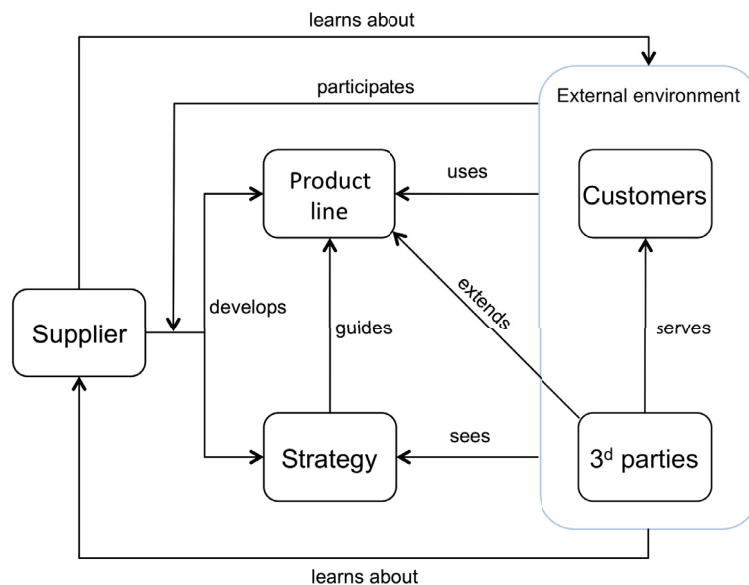 learns about
participates
External environment
uses
Product
line
Customers
extends
develops
guides
serves
Supplier
Strategy
sees
3ᵈ parties
learns about